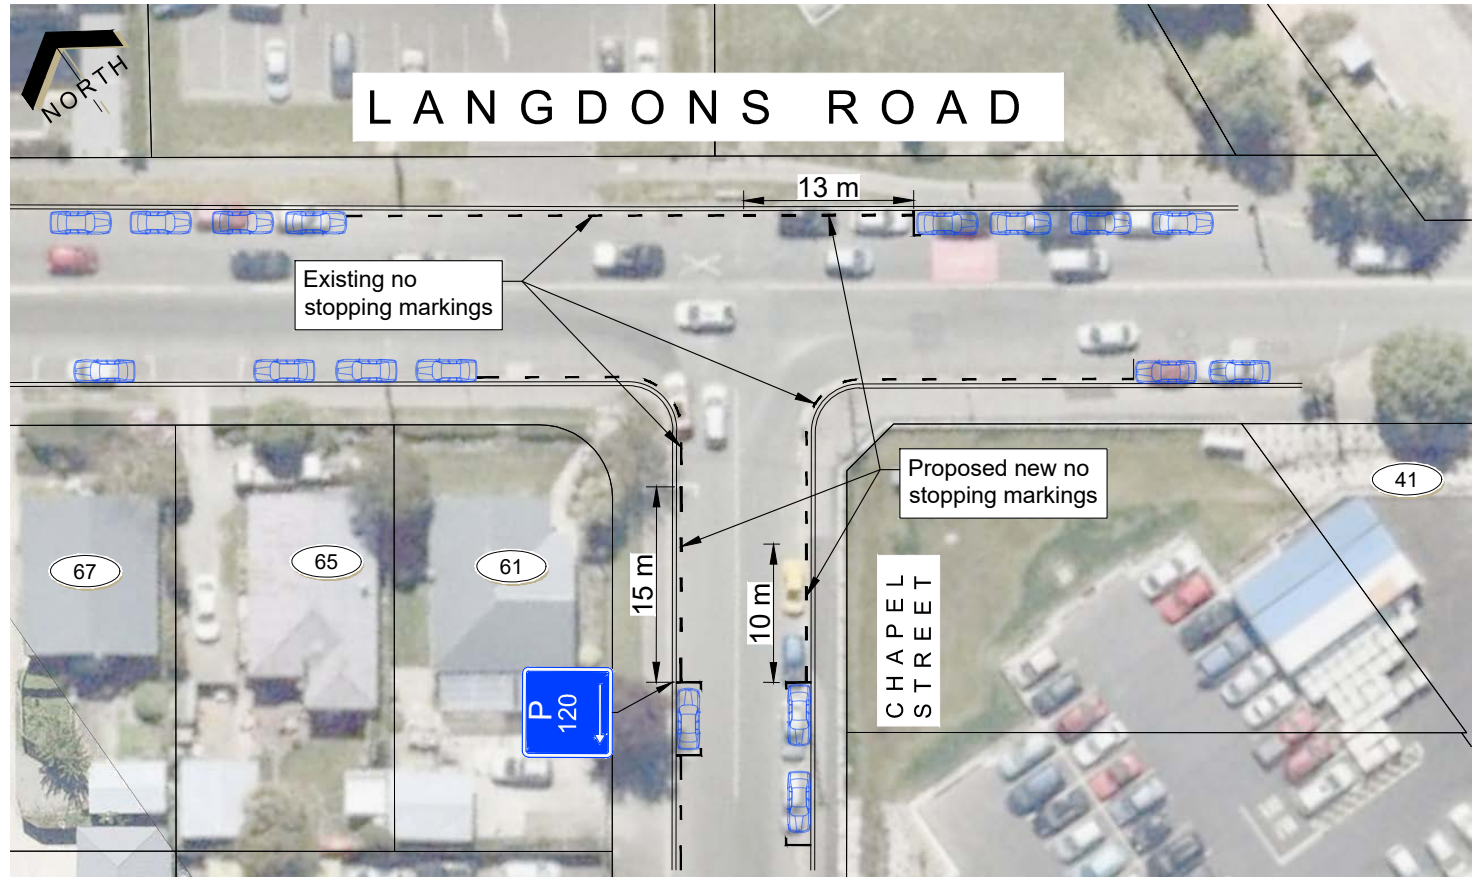 NORTH
LANGDONS ROAD
13 m
Existing no
stopping markings
Proposed new no
stopping markings
41
67
65
61
15 m
10 m
P
120
CHAPEL
STREET